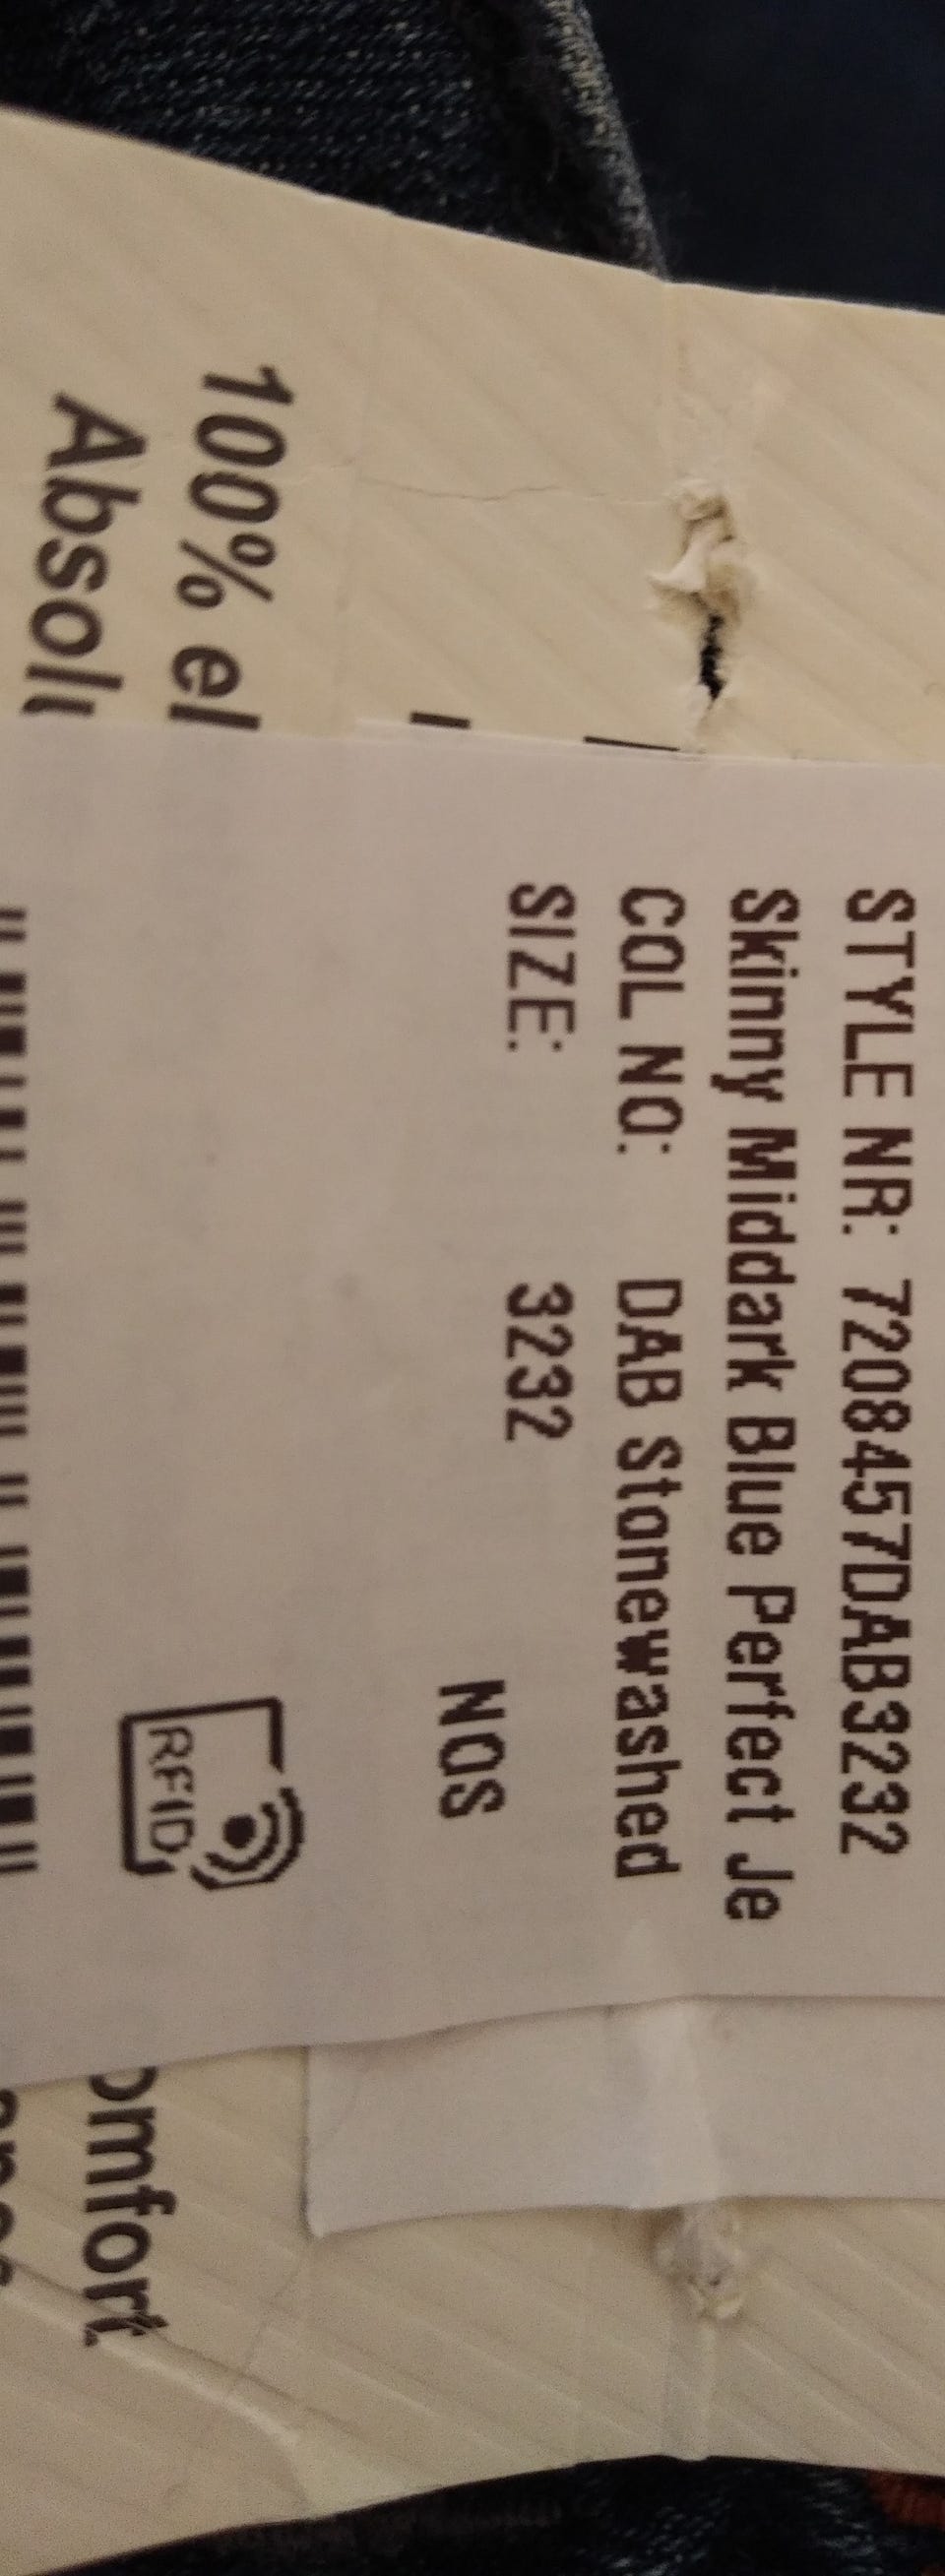 STYLE NR: 7208457DAB3232
Skinny Middark Blue Perfect Je
COL NO: DAB Stonewashed
SIZE: 3232
NOS
RFID
100% el
Absolu
omfort